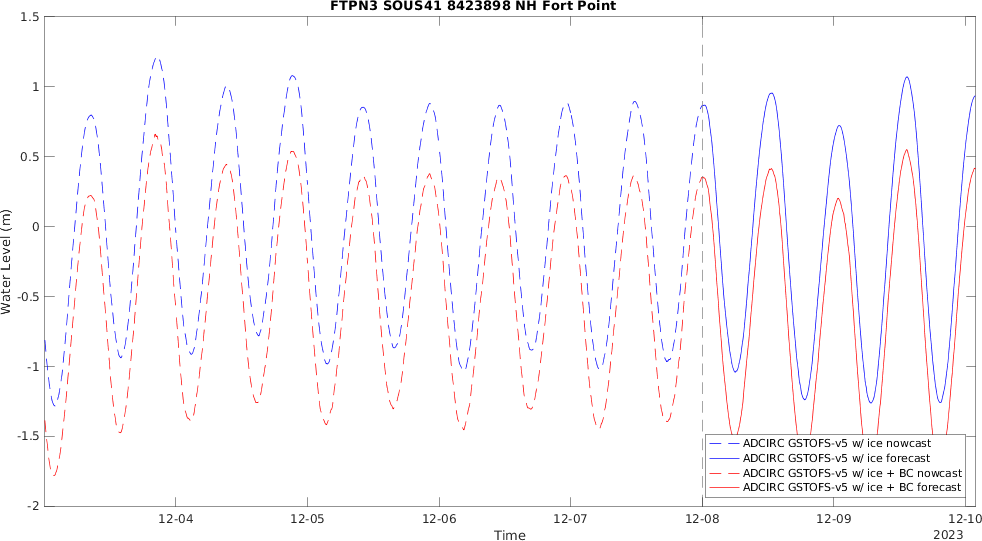 FTPN3 SOUS41 8423898 NH Fort Point
1.5
1
0.5
0
-0.5
-1
-1.5
-2
Water Level (m)
ADCIRC GSTOFS-v5 w/ ice nowcast
ADCIRC GSTOFS-v5 w/ ice forecast
ADCIRC GSTOFS-v5 w/ ice + BC nowcast
ADCIRC GSTOFS-v5 w/ ice + BC forecast
12-04 12-05 12-06 12-07 12-08 12-09 12-10
Time
2023